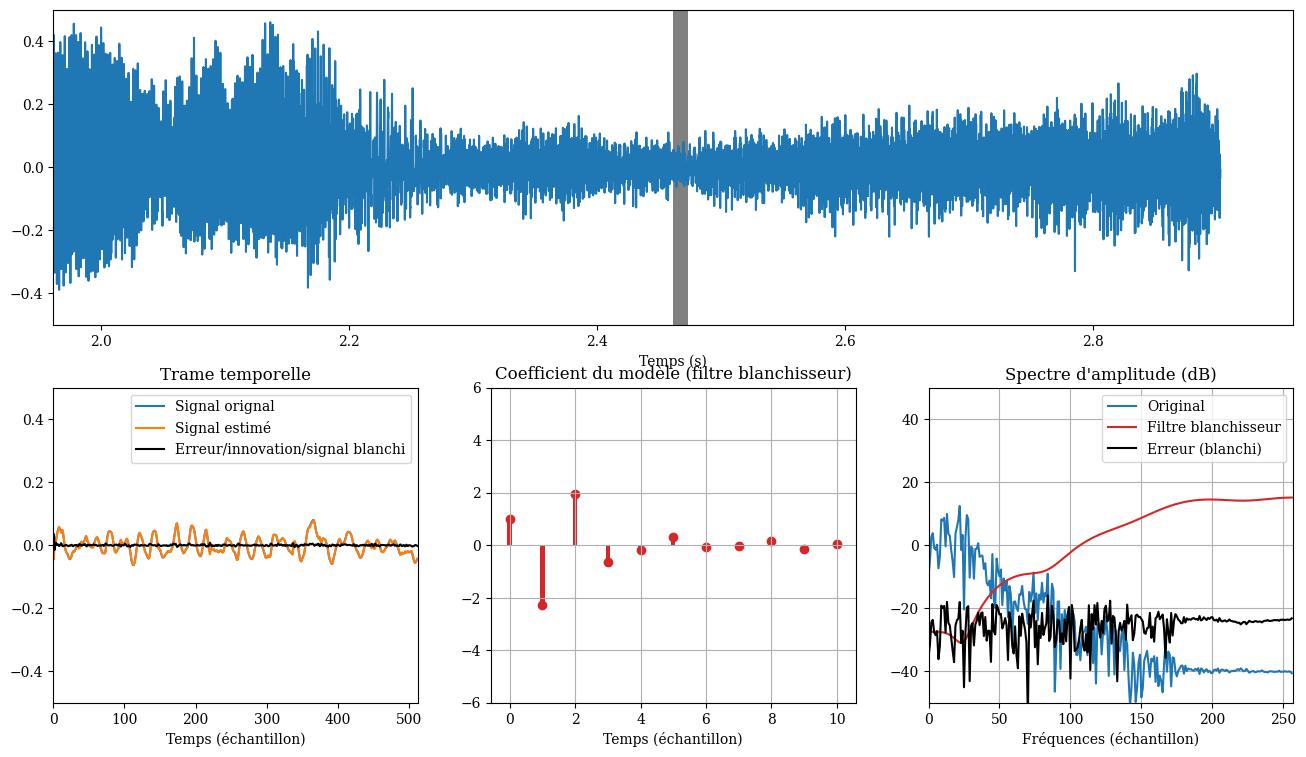 0.4
0.2
0.0
−0.2
−0.4
2.0 2.2 2.4 2.6 2.8
Temps (s)
Trame temporelle
Signal orignal
Signal estimé
Erreur/innovation/signal blanchi
0.4
0.2
0.0
−0.2
−0.4
0 100 200 300 400 500
Temps (échantillon)
Coefficient du modèle (filtre blanchisseur)
6
4
2
0
−2
−4
−6
0 2 4 6 8 10
Temps (échantillon)
Spectre d'amplitude (dB)
Original
Filtre blanchisseur
Erreur (blanchi)
40
20
0
−20
−40
0 50 100 150 200 250
Fréquences (échantillon)